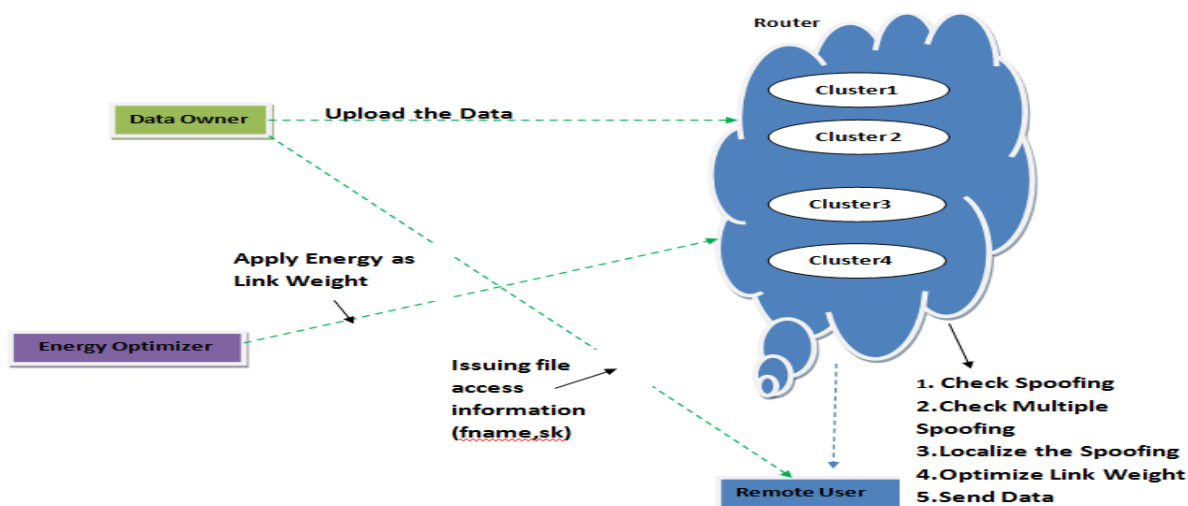 Router
Cluster1
Data Owner
Upload the Data
Cluster 2
Cluster3
Apply Energy as
Link Weight
Cluster4
Energy Optimizer
Issuing file
access
information
(fname,sk)
1. Check Spoofing
2.Check Multiple
Spoofing
3.Localize the Spoofing
4.Optimize Link Weight
5.Send Data
Remote User